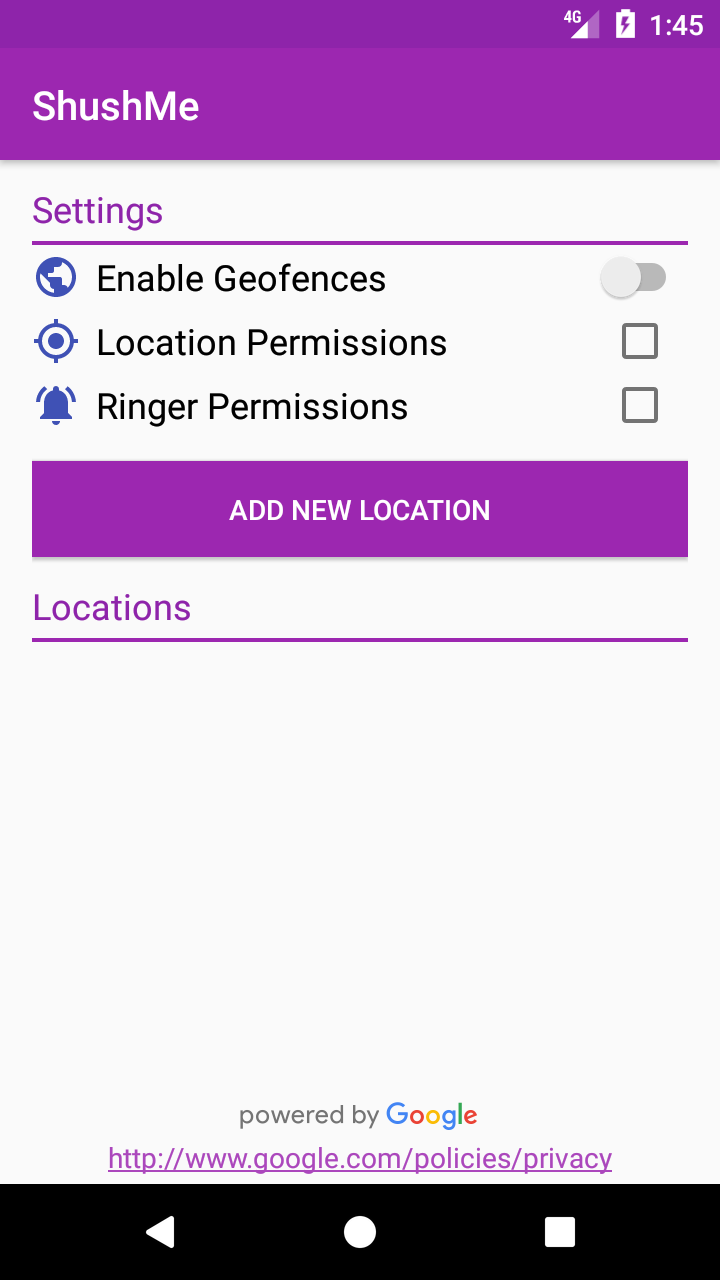 4G 1:45
ShushMe
Settings
Enable Geofences
Location Permissions
Ringer Permissions
ADD NEW LOCATION
Locations
powered by Google
http://www.google.com/policies/privacy